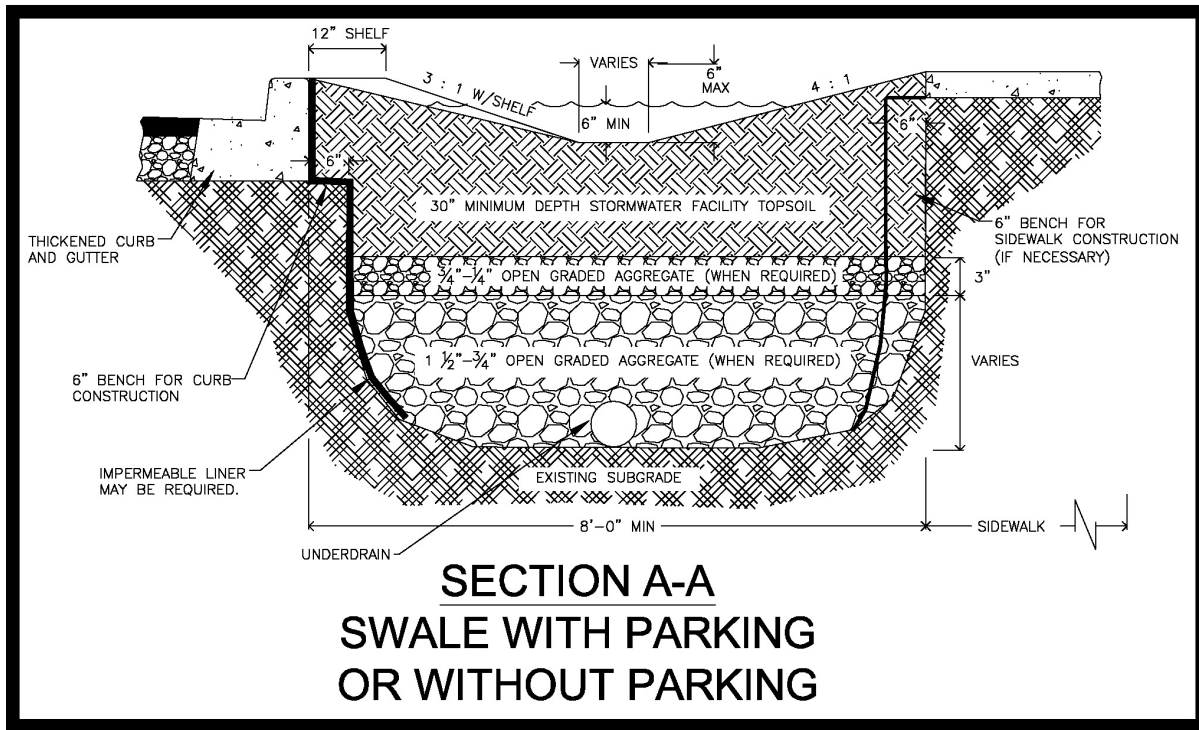 12" SHELF
VARIES
6"
MAX
3 : 1 W/SHELF
4 : 1
6" MIN
6"
6"
30" MINIMUM DEPTH STORMWATER FACILITY TOPSOIL
6" BENCH FOR
SIDEWALK CONSTRUCTION
(IF NECESSARY)
THICKENED CURB
AND GUTTER
3/4"-1/4" OPEN GRADED AGGREGATE (WHEN REQUIRED)
3"
1 1/2"-3/4" OPEN GRADED AGGREGATE (WHEN REQUIRED)
VARIES
6" BENCH FOR CURB
CONSTRUCTION
IMPERMEABLE LINER
MAY BE REQUIRED.
EXISTING SUBGRADE
8'-0" MIN
SIDEWALK
UNDERDRAIN
SECTION A-A
SWALE WITH PARKING
OR WITHOUT PARKING